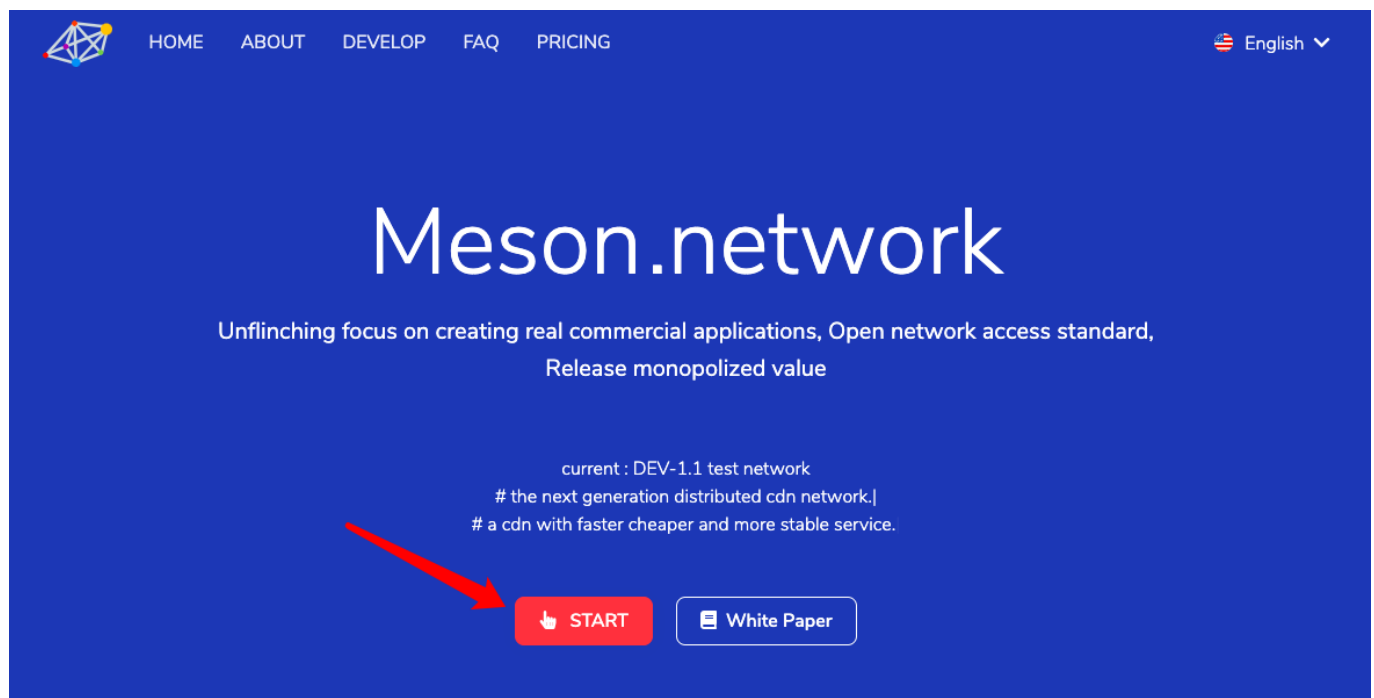 HOME ABOUT DEVELOP FAQ PRICING English
Meson.network
Unflinching focus on creating real commercial applications, Open network access standard,
Release monopolized value
current : DEV-1.1 test network
# the next generation distributed cdn network.|
# a cdn with faster cheaper and more stable service.
START White Paper